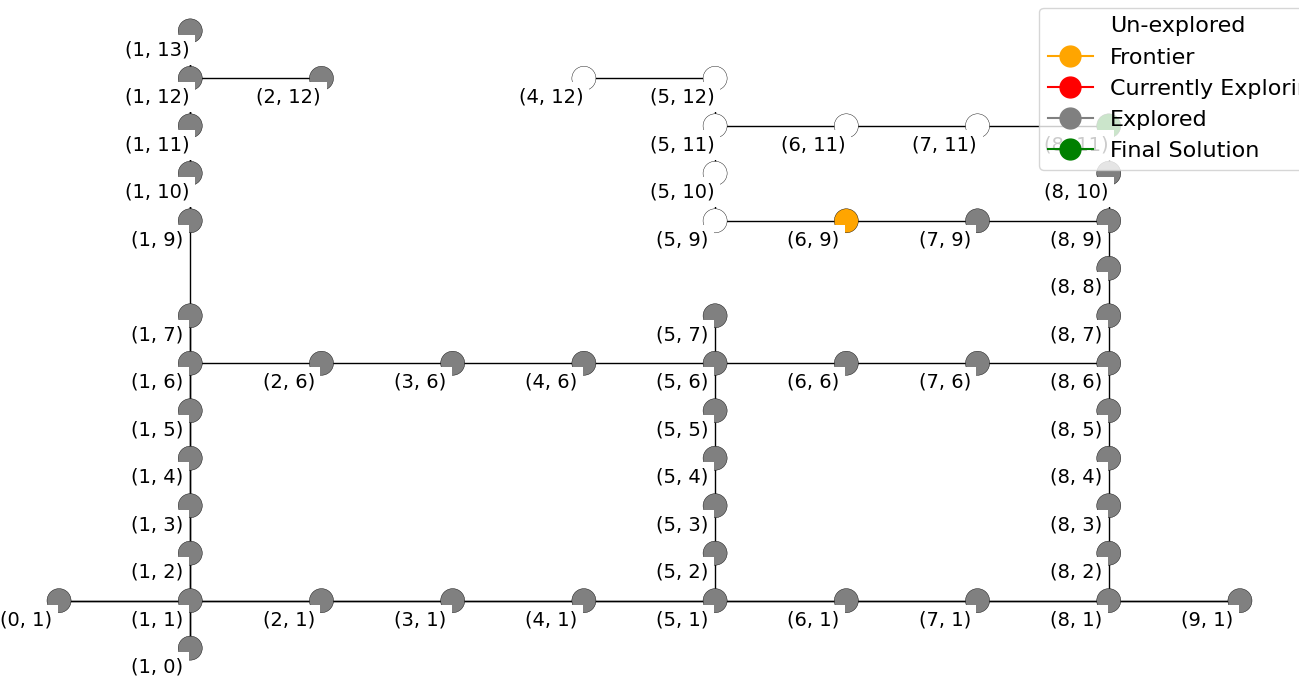 Un-explored
Frontier
Currently Explori
Explored
Final Solution
(1, 13)
(1, 12) (2, 12) (4, 12) (5, 12)
(1, 11) (5, 11) (6, 11) (7, 11) (8, 11)
(1, 10) (5, 10) (8, 10)
(1, 9) (5, 9) (6, 9) (7, 9) (8, 9)
(8, 8)
(1, 7) (5, 7) (8, 7)
(1, 6) (2, 6) (3, 6) (4, 6) (5, 6) (6, 6) (7, 6) (8, 6)
(1, 5) (5, 5) (8, 5)
(1, 4) (5, 4) (8, 4)
(1, 3) (5, 3) (8, 3)
(1, 2) (5, 2) (8, 2)
(0, 1) (1, 1) (2, 1) (3, 1) (4, 1) (5, 1) (6, 1) (7, 1) (8, 1) (9, 1)
(1, 0)